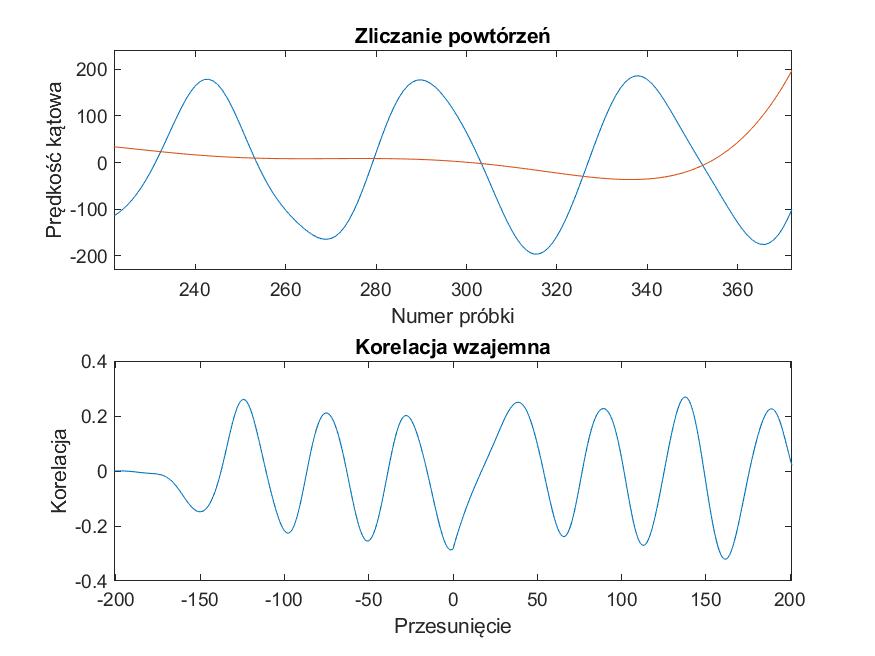 Zliczanie powtórzeń
200
100
0
-100
-200
Prędkość kątowa
240 260 280 300 320 340 360
Numer próbki
Korelacja wzajemna
0.4
0.2
0
-0.2
-0.4
Korelacja
-200 -150 -100 -50 0 50 100 150 200
Przesunięcie